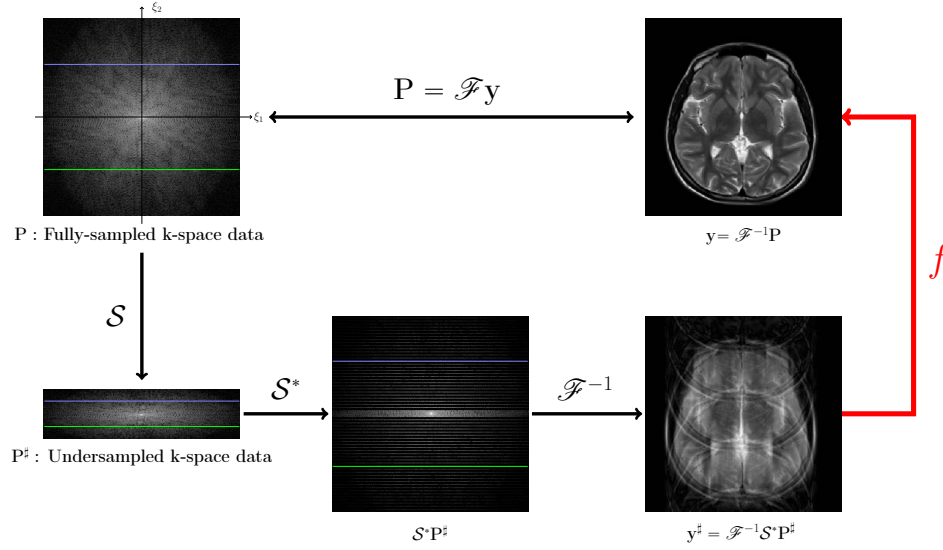 ξ₂
P = ℱy
ξ₁
P : Fully-sampled k-space data
y = ℱ⁻¹P
f
𝒮
𝒮*
ℱ⁻¹
P♯ : Undersampled k-space data
𝒮*P♯
y♯ = ℱ⁻¹𝒮*P♯